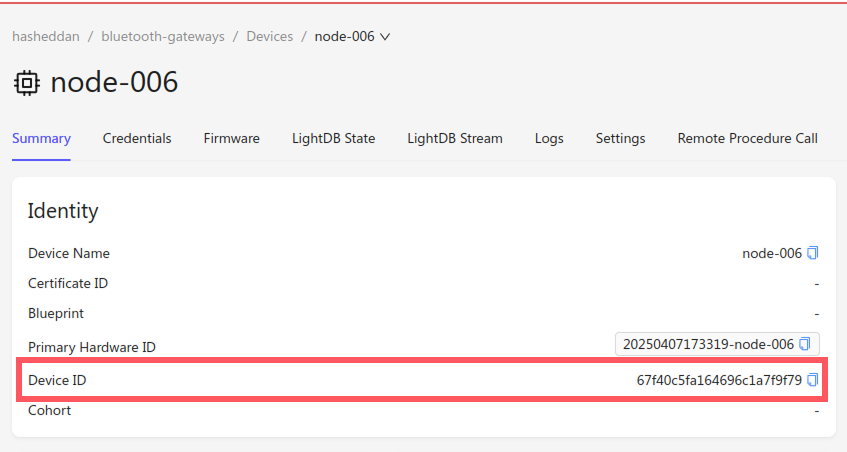 hasheddan / bluetooth-gateways / Devices / node-006
node-006
Summary Credentials Firmware LightDB State LightDB Stream Logs Settings Remote Procedure Call
Identity
Device Name node-006
Certificate ID -
Blueprint -
Primary Hardware ID 20250407173319-node-006
Device ID 67f40c5fa164696c1a7f9f79
Cohort -